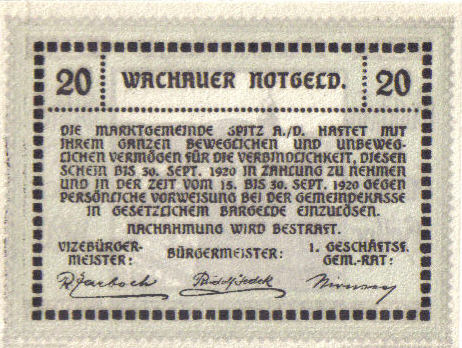 20 WACHAUER NOTGELD. 20
DIE MARKTGEMEINDE SPITZ A./D. HAFTET MIT
IHREM GANZEN BEWEGLICHEN UND UNBEWEG-
LICHEN VERMÖGEN FÜR DIE VERBINDLICHKEIT, DIESEN
SCHEIN BIS 30. SEPT. 1920 IN ZAHLUNG ZU NEHMEN
UND IN DER ZEIT VOM 15. BIS 30. SEPT. 1920 GEGEN
PERSÖNLICHE VORWEISUNG BEI DER GEMEINDEKASSE
IN GESETZLICHEM BARGELDE EINZULÖSEN.
NACHAHMUNG WIRD BESTRAFT.
VIZEBÜRGER-
MEISTER:
BÜRGERMEISTER:
1. GESCHÄFTSF.
GEM.-RAT: